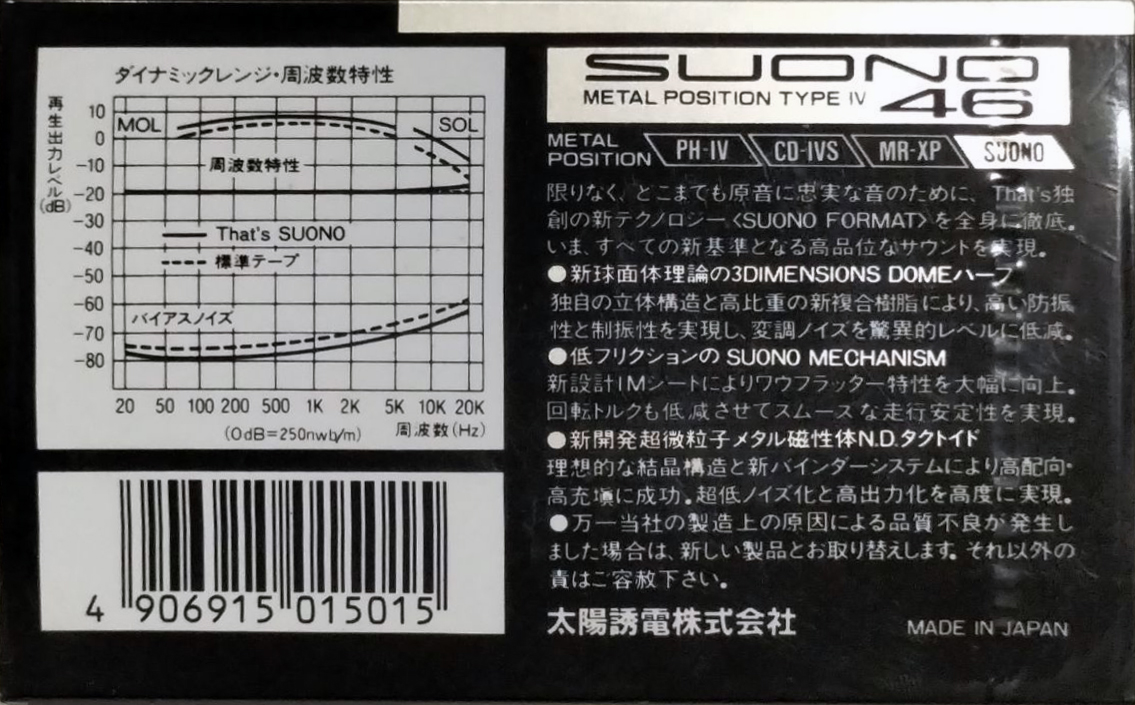 ダイナミックレンジ・周波数特性
再生出力レベル(dB)
10
0
-10
-20
-30
-40
-50
-60
-70
-80
MOL
SOL
周波数特性
That's SUONO
標準テープ
バイアスノイズ
20 50 100 200 500 1K 2K 5K 10K 20K
(0dB=250nwb/m) 周波数(Hz)
4 906915 015015
SUONO
METAL POSITION TYPE IV 46
METAL POSITION PH-IV CD-IVS MR-XP SUONO
限りなく、どこまでも原音に忠実な音のために、That's独
創の新テクノロジー〈SUONO FORMAT〉を全身に徹底。
いま、すべての新基準となる高品位なサウンドを実現。
●新球面体理論の3DIMENSIONS DOMEハーフ
独自の立体構造と高比重の新複合樹脂により、高い防振
性と制振性を実現し、変調ノイズを驚異的レベルに低減。
●低フリクションの SUONO MECHANISM
新設計IMシートによりワウフラッター特性を大幅に向上。
回転トルクも低減させてスムースな走行安定性を実現。
●新開発超微粒子メタル磁性体N.D.タクトイド
理想的な結晶構造と新バインダーシステムにより高配向・
高充塡に成功。超低ノイズ化と高出力化を高度に実現。
●万一当社の製造上の原因による品質不良が発生し
ました場合は、新しい製品とお取り替えします。それ以外の
責はご容赦下さい。
太陽誘電株式会社
MADE IN JAPAN